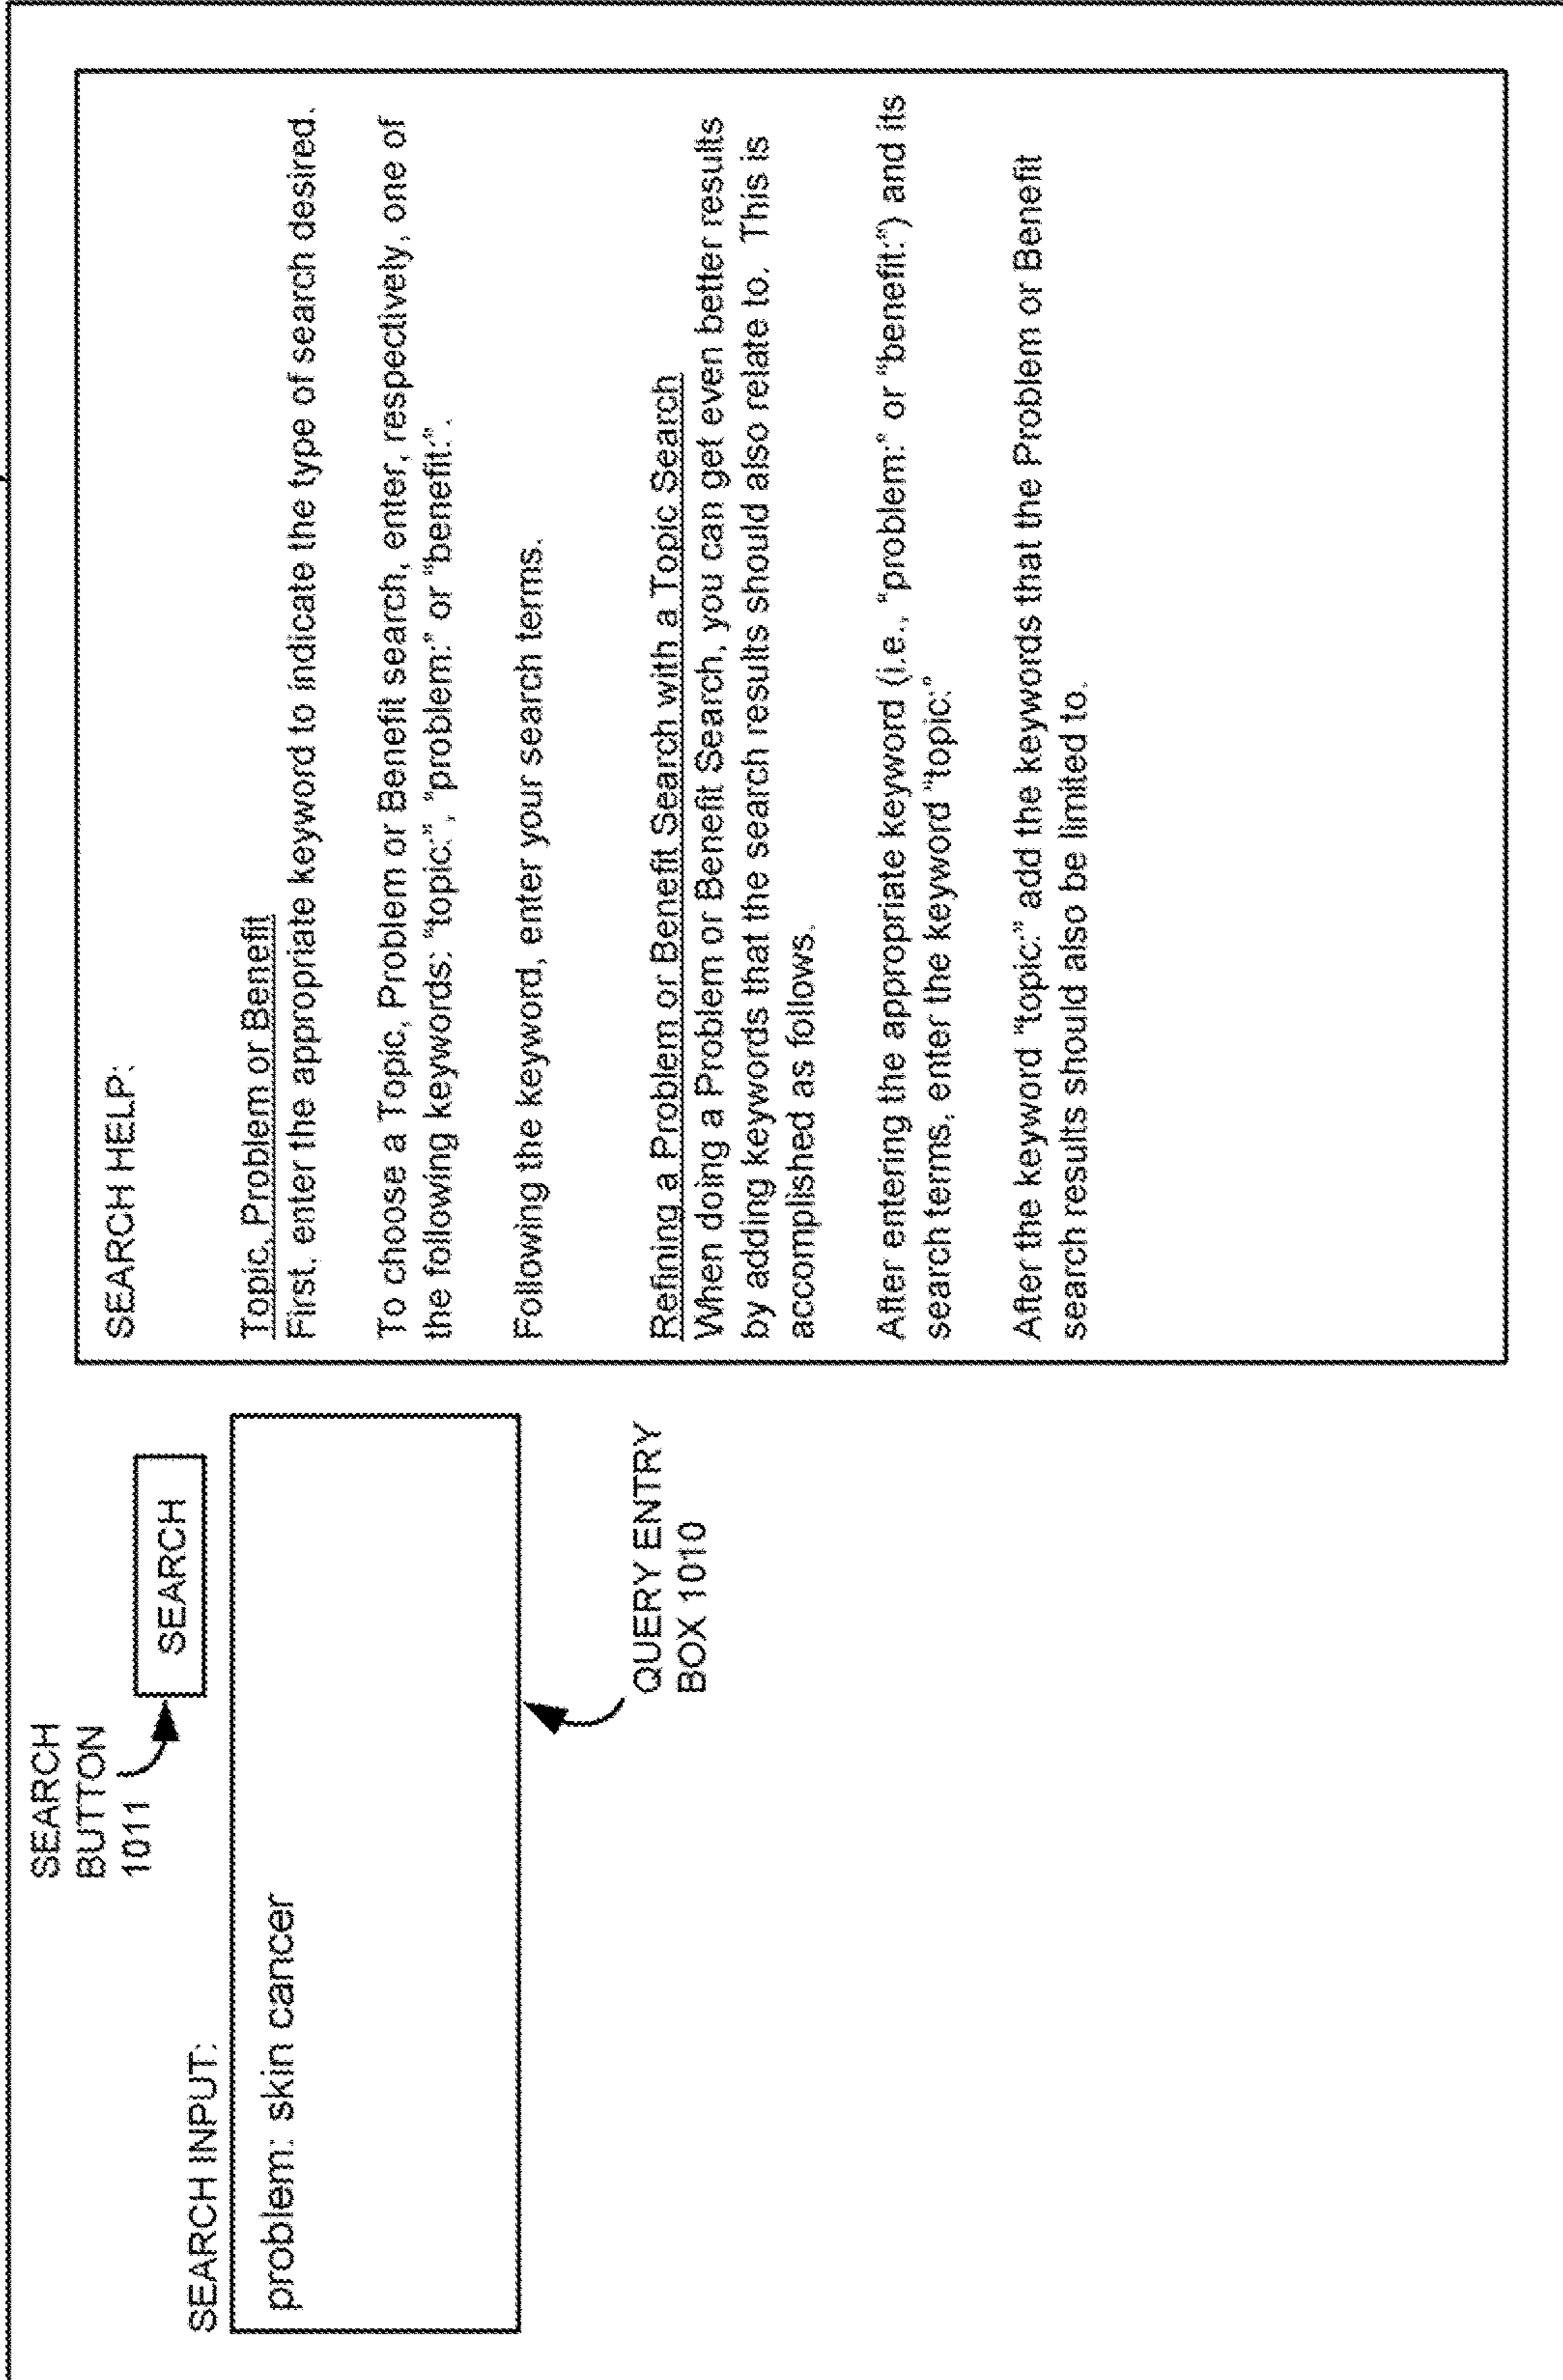 SEARCH
BUTTON
1011
SEARCH
SEARCH INPUT:
problem: skin cancer
QUERY ENTRY
BOX 1010
SEARCH HELP:
Topic, Problem or Benefit
First, enter the appropriate keyword to indicate the type of search desired.
To choose a Topic, Problem or Benefit search, enter, respectively, one of
the following keywords: "topic:", "problem:" or "benefit:".
Following the keyword, enter your search terms.
Refining a Problem or Benefit Search with a Topic Search
When doing a Problem or Benefit Search, you can get even better results
by adding keywords that the search results should also relate to. This is
accomplished as follows.
After entering the appropriate keyword (i.e., "problem:" or "benefit:") and its
search terms, enter the keyword "topic:"
After the keyword "topic:" add the keywords that the Problem or Benefit
search results should also be limited to.